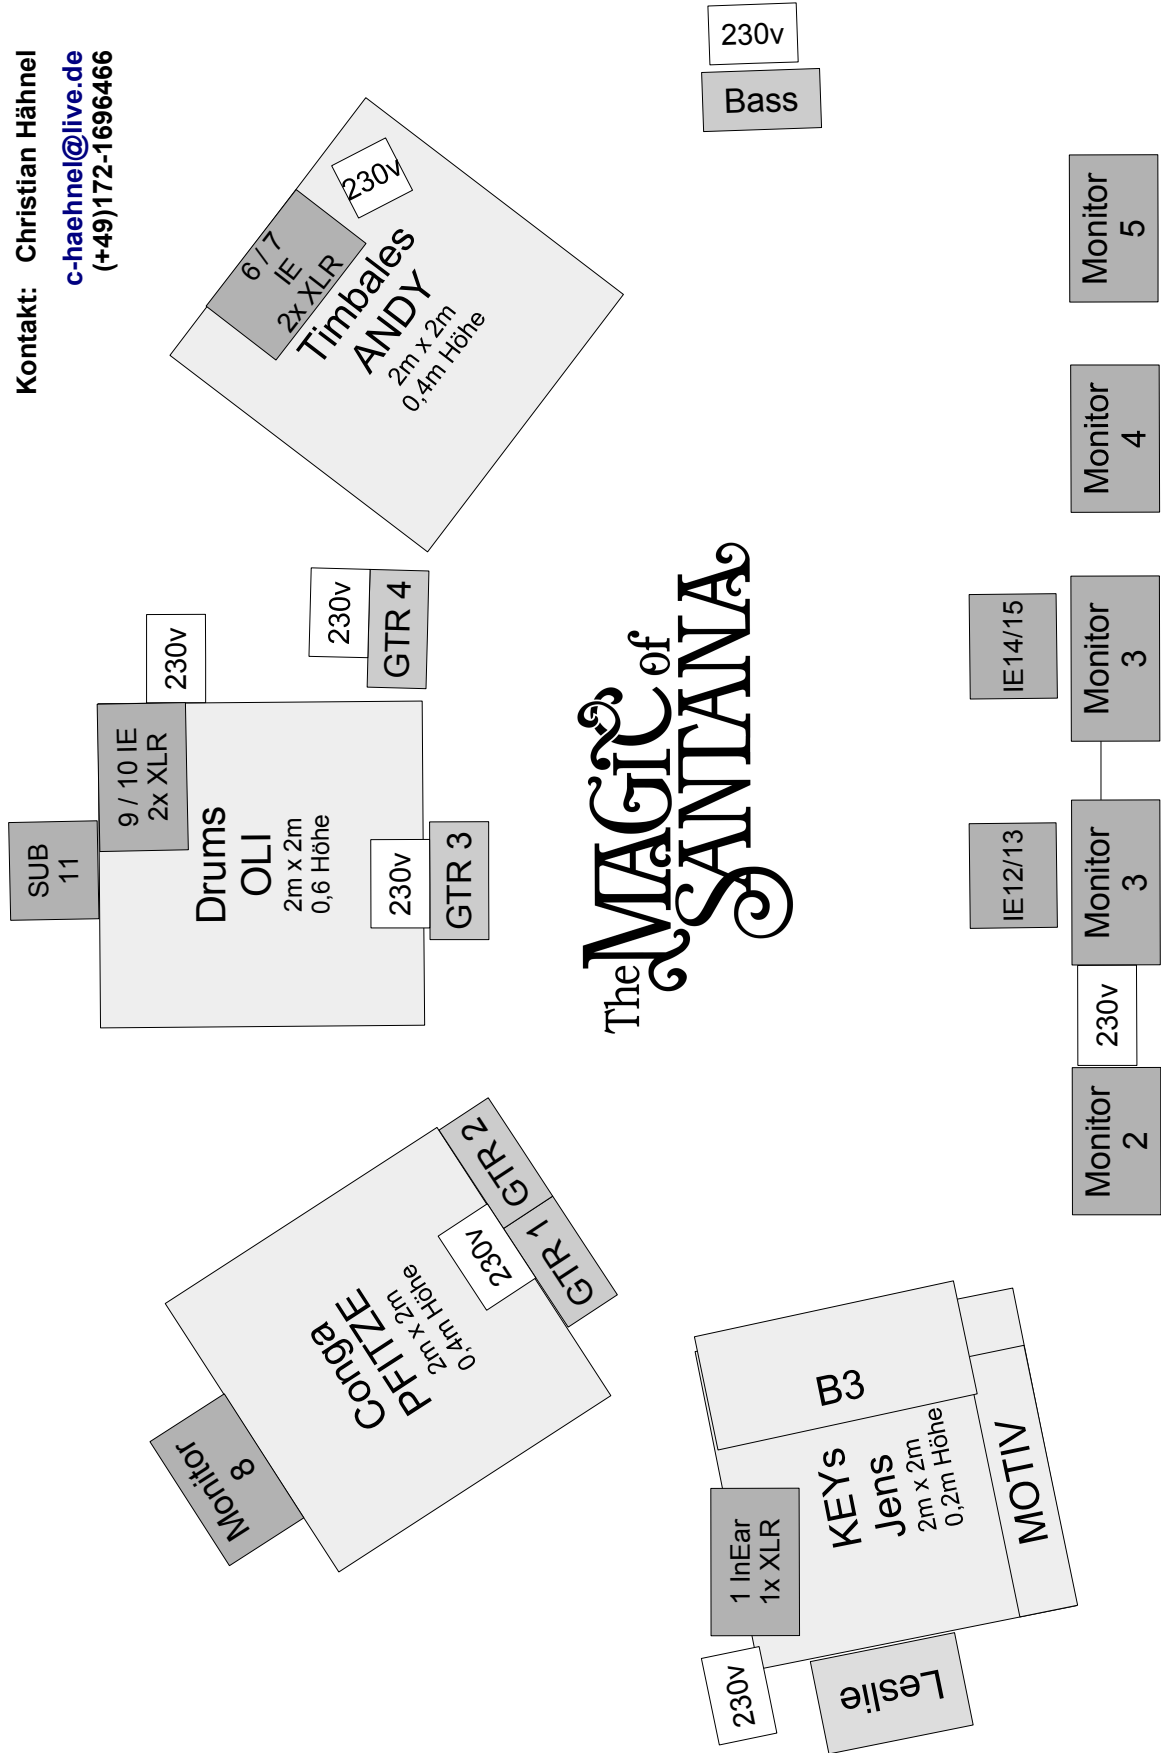 Kontakt: Christian Hähnel
c-haehnel@live.de
(+49)172-1696466
SUB
11
9 / 10 IE
2x XLR
230v
Drums
OLI
2m x 2m
0,6 Höhe
230v
GTR 3
230v
GTR 4
6 / 7
IE
2x XLR
230v
Timbales
ANDY
2m x 2m
0,4m Höhe
230v
Bass
Monitor
8
Conga
PFITZE
2m x 2m
0,4m Höhe
230v
GTR 1
GTR 2
The MAGIC of
SANTANA
230v
Leslie
1 InEar
1x XLR
KEYs
Jens
2m x 2m
0,2m Höhe
B3
MOTIV
IE12/13
IE14/15
Monitor
2
230v
Monitor
3
Monitor
3
Monitor
4
Monitor
5